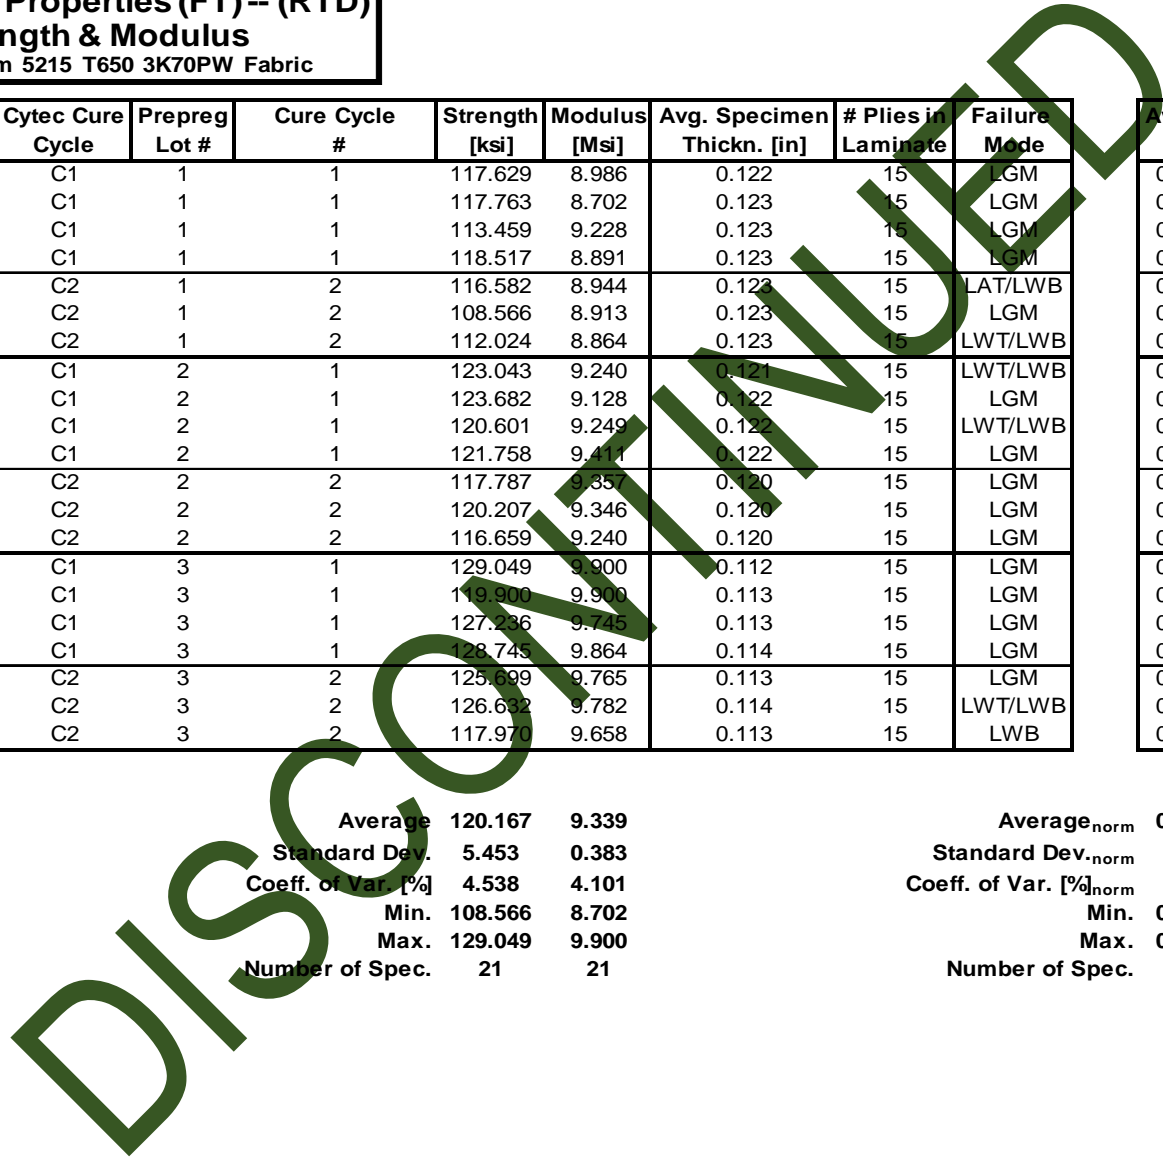 Properties (FT) -- (RTD)
ngth & Modulus
m 5215 T650 3K70PW Fabric
Cytec Cure Prepreg Cure Cycle Strength Modulus Avg. Specimen # Plies in Failure
Cycle Lot # # [ksi] [Msi] Thickn. [in] Laminate Mode
C1 1 1 117.629 8.986 0.122 15 LGM
C1 1 1 117.763 8.702 0.123 15 LGM
C1 1 1 113.459 9.228 0.123 15 LGM
C1 1 1 118.517 8.891 0.123 15 LGM
C2 1 2 116.582 8.944 0.123 15 LAT/LWB
C2 1 2 108.566 8.913 0.123 15 LGM
C2 1 2 112.024 8.864 0.123 15 LWT/LWB
C1 2 1 123.043 9.240 0.121 15 LWT/LWB
C1 2 1 123.682 9.128 0.122 15 LGM
C1 2 1 120.601 9.249 0.122 15 LWT/LWB
C1 2 1 121.758 9.411 0.122 15 LGM
C2 2 2 117.787 9.357 0.120 15 LGM
C2 2 2 120.207 9.346 0.120 15 LGM
C2 2 2 116.659 9.240 0.120 15 LGM
C1 3 1 129.049 9.900 0.112 15 LGM
C1 3 1 119.900 9.900 0.113 15 LGM
C1 3 1 127.236 9.745 0.113 15 LGM
C1 3 1 128.745 9.864 0.114 15 LGM
C2 3 2 125.699 9.765 0.113 15 LGM
C2 3 2 126.632 9.782 0.114 15 LWT/LWB
C2 3 2 117.970 9.658 0.113 15 LWB
Average 120.167 9.339 Average norm
Standard Dev. 5.453 0.383 Standard Dev. norm
Coeff. of Var. [%] 4.538 4.101 Coeff. of Var. [%] norm
Min. 108.566 8.702 Min.
Max. 129.049 9.900 Max.
Number of Spec. 21 21 Number of Spec.
DISCONTINUED